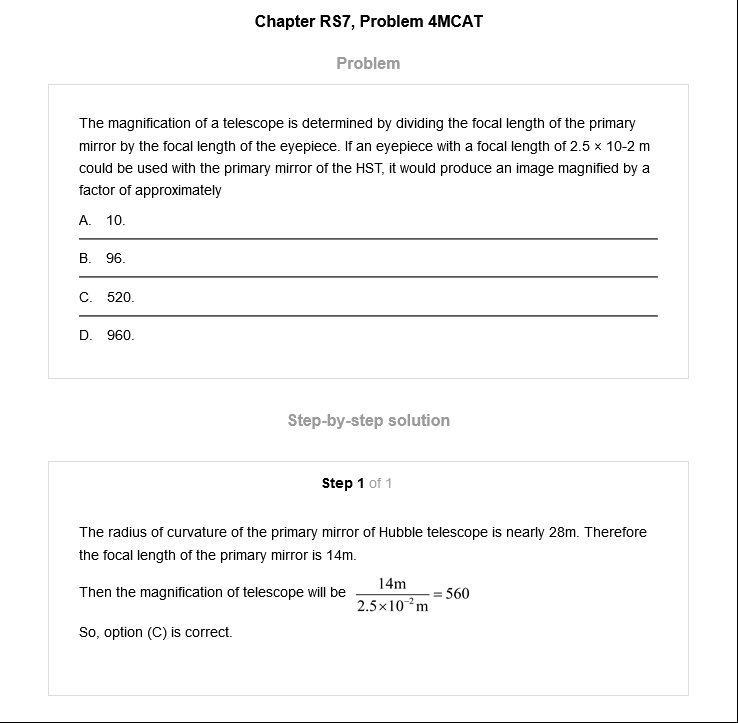 Chapter RS7, Problem 4MCAT
Problem
The magnification of a telescope is determined by dividing the focal length of the primary
mirror by the focal length of the eyepiece. If an eyepiece with a focal length of 2.5 × 10-2 m
could be used with the primary mirror of the HST, it would produce an image magnified by a
factor of approximately
A. 10.
B. 96.
C. 520.
D. 960.
Step-by-step solution
Step 1 of 1
The radius of curvature of the primary mirror of Hubble telescope is nearly 28m. Therefore
the focal length of the primary mirror is 14m.
Then the magnification of telescope will be 14m / 2.5×10⁻² m = 560
So, option (C) is correct.